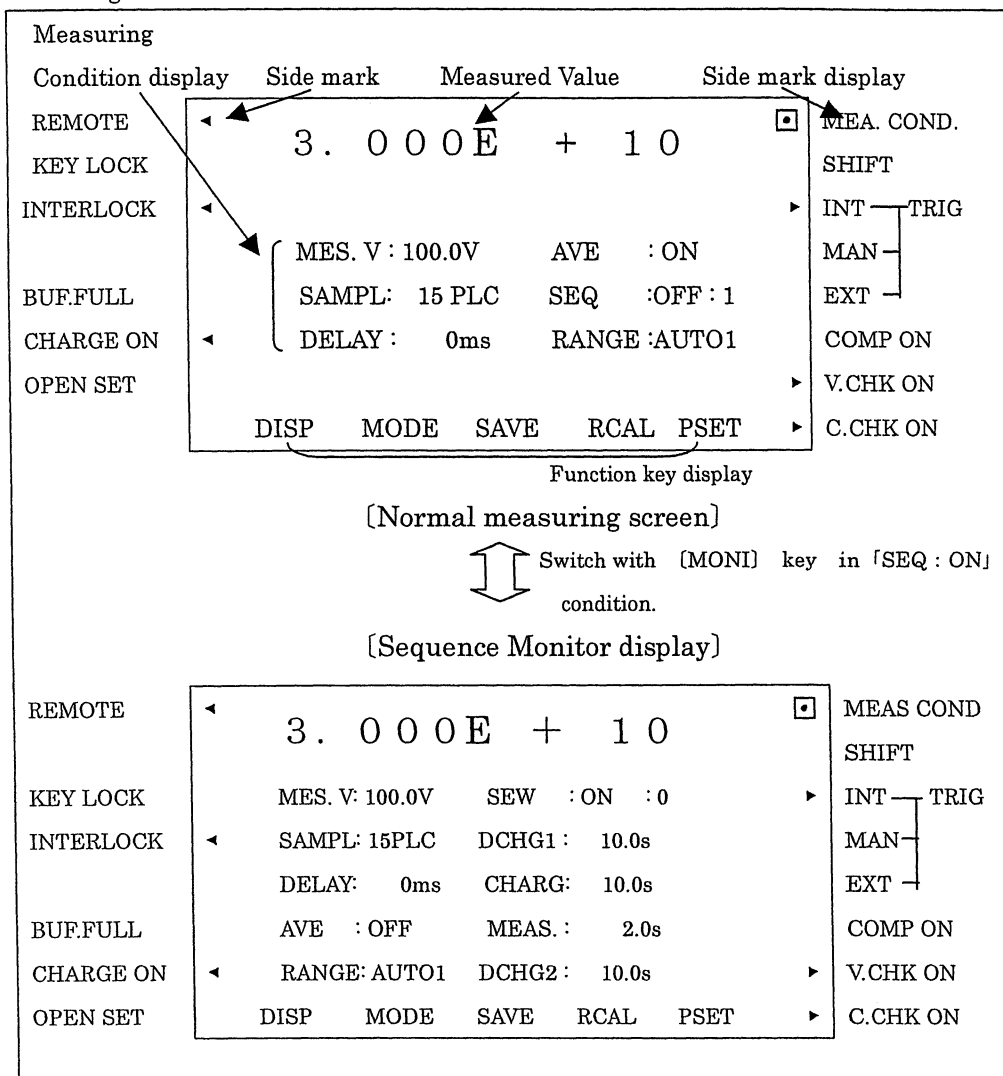 Measuring
Condition display Side mark Measured Value Side mark display
REMOTE ◄ 3. 000E + 10 MEA. COND.
KEY LOCK SHIFT
INTERLOCK ◄ ► INT TRIG
MES. V : 100.0V AVE : ON MAN
BUF.FULL SAMPL: 15 PLC SEQ :OFF : 1 EXT
CHARGE ON ◄ DELAY : 0ms RANGE :AUTO1 COMP ON
OPEN SET ► V.CHK ON
DISP MODE SAVE RCAL PSET ► C.CHK ON
Function key display
〔Normal measuring screen〕
Switch with 〔MONI〕 key in「SEQ : ON」
condition.
〔Sequence Monitor display〕
REMOTE ◄ 3. 000E + 10 MEAS COND
SHIFT
KEY LOCK MES. V: 100.0V SEW : ON : 0 ► INT TRIG
INTERLOCK ◄ SAMPL: 15PLC DCHG1 : 10.0s MAN
DELAY: 0ms CHARG: 10.0s EXT
BUF.FULL AVE : OFF MEAS. : 2.0s COMP ON
CHARGE ON ◄ RANGE: AUTO1 DCHG2 : 10.0s ► V.CHK ON
OPEN SET DISP MODE SAVE RCAL PSET ► C.CHK ON